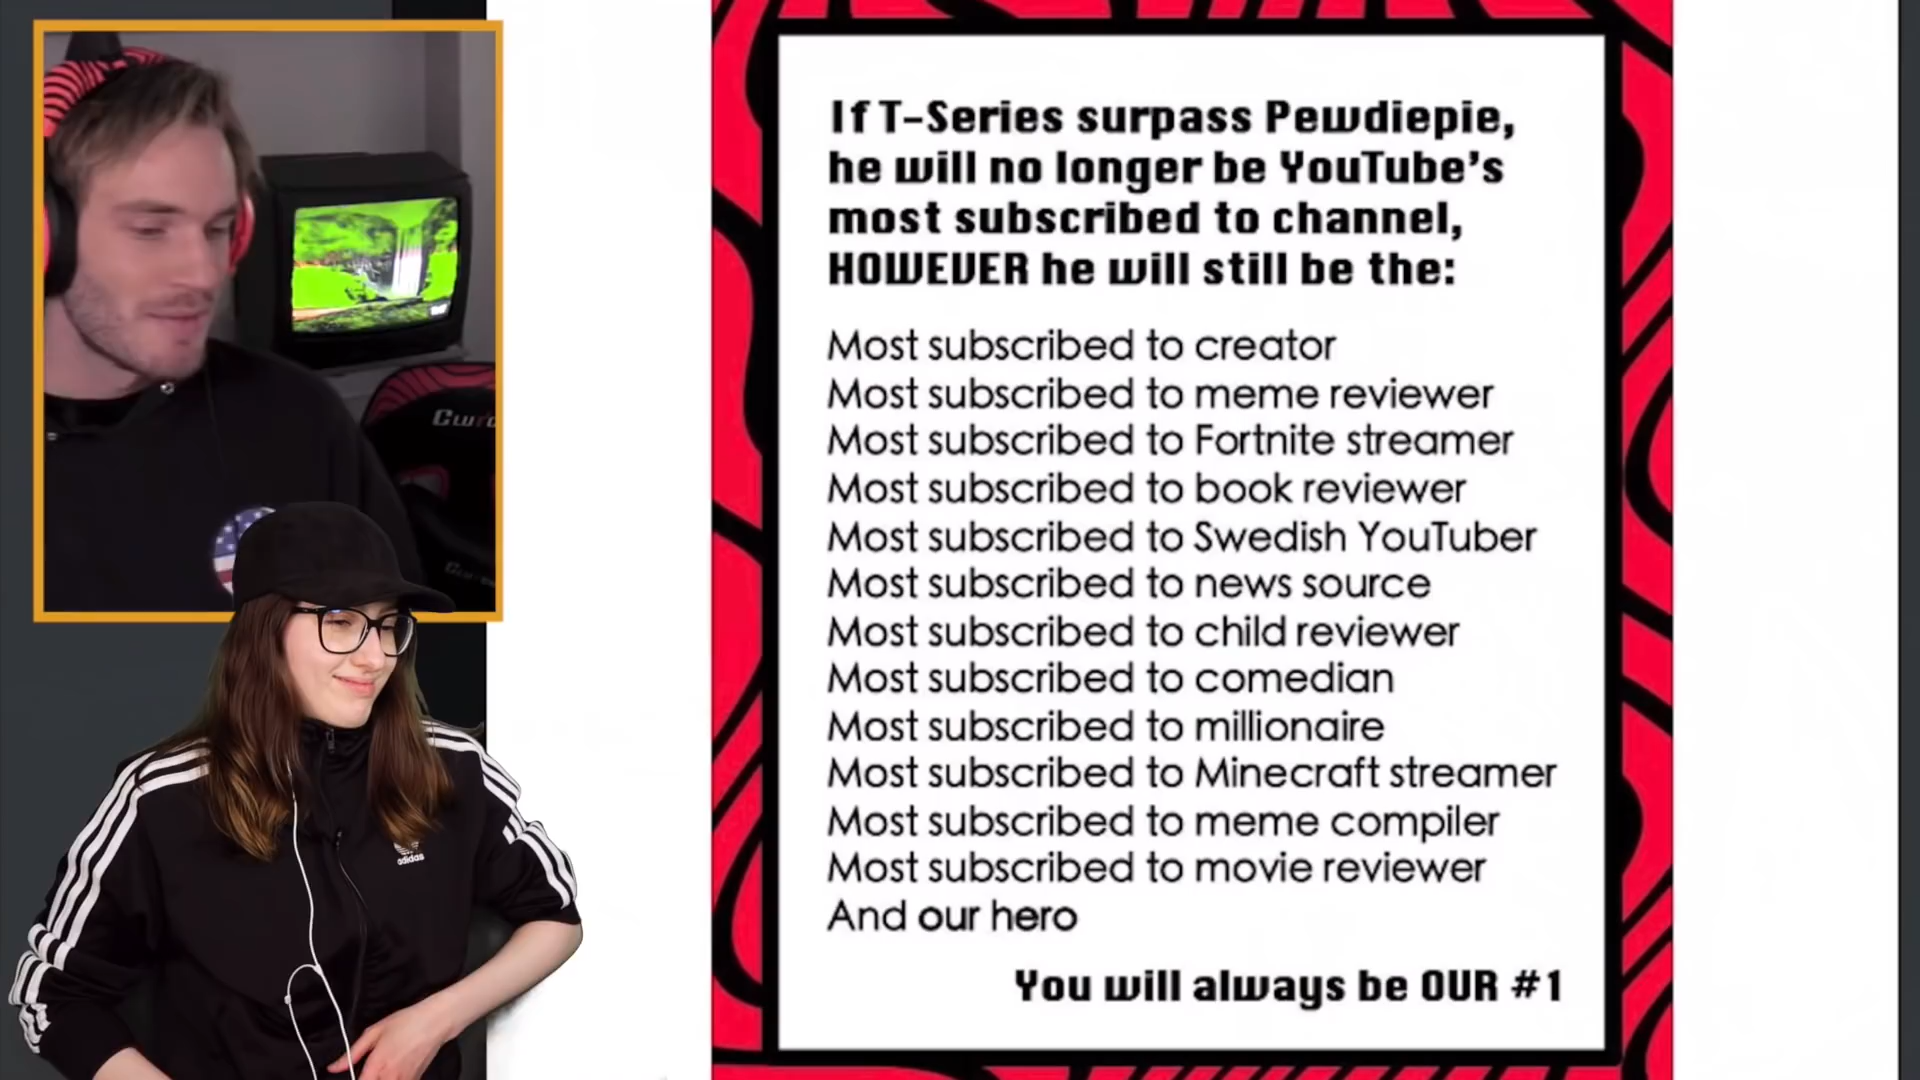 If T-Series surpass Pewdiepie,
he will no longer be YouTube's
most subscribed to channel,
HOWEVER he will still be the:
Most subscribed to creator
Most subscribed to meme reviewer
Most subscribed to Fortnite streamer
Most subscribed to book reviewer
Most subscribed to Swedish YouTuber
Most subscribed to news source
Most subscribed to child reviewer
Most subscribed to comedian
Most subscribed to millionaire
Most subscribed to Minecraft streamer
Most subscribed to meme compiler
Most subscribed to movie reviewer
And our hero
You will always be OUR #1
adidas